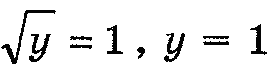 √y = 1 , y = 1